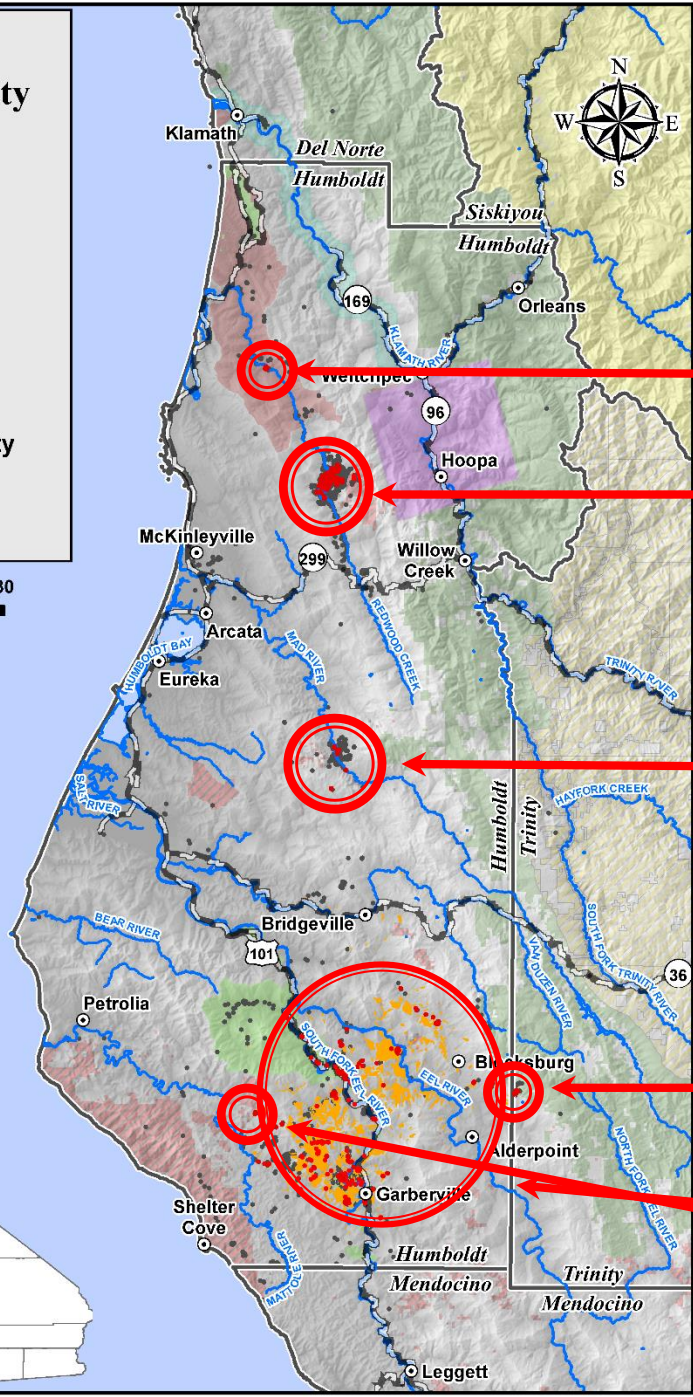 ty
ty
30
N
W
E
S
Klamath
Del Norte
Humboldt
Siskiyou
Humboldt
169
Orleans
KLAMATH RIVER
Weitchpec
96
Hoopa
McKinleyville
299
Willow
Creek
Arcata
HUMBOLDT BAY
Eureka
MAD RIVER
REDWOOD CREEK
TRINITY RIVER
SALT RIVER
Humboldt
Trinity
HAYFORK CREEK
BEAR RIVER
Bridgeville
101
VAN DUZEN RIVER
SOUTH FORK TRINITY RIVER
36
Petrolia
SOUTH FORK EEL RIVER
EEL RIVER
Blocksburg
Alderpoint
NORTH FORK EEL RIVER
Garberville
Shelter
Cove
MATTOLE RIVER
Humboldt
Mendocino
Trinity
Mendocino
Leggett